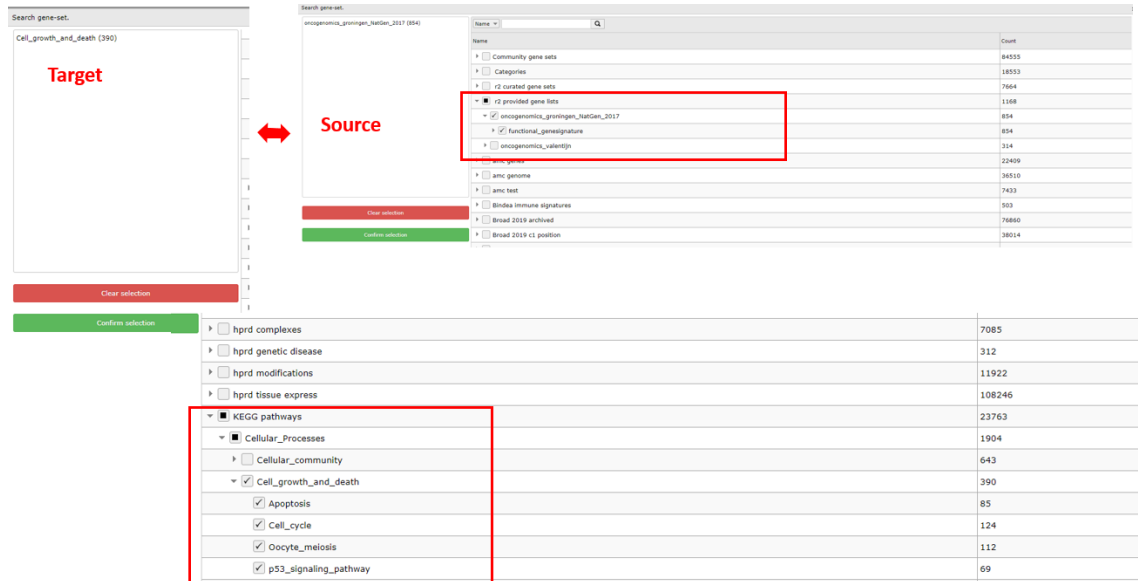 Search gene-set.
Cell_growth_and_death (390)
Target
Clear selection
Confirm selection
Search gene-set.
oncogenomics_groningen_NatGen_2017 (854)
Source
Clear selection
Confirm selection
Name
Name Count
Community gene sets 84555
Categories 18553
r2 curated gene sets 7664
r2 provided gene lists 1168
oncogenomics_groningen_NatGen_2017 854
functional_genesignature 854
oncogenomics_valentijn 314
amc genes 22409
amc genome 36510
amc test 7433
Bindea immune signatures 503
Broad 2019 archived 76860
Broad 2019 c1 position 38014
hprd complexes 7085
hprd genetic disease 312
hprd modifications 11922
hprd tissue express 108246
KEGG pathways 23763
Cellular_Processes 1904
Cellular_community 643
Cell_growth_and_death 390
Apoptosis 85
Cell_cycle 124
Oocyte_meiosis 112
p53_signaling_pathway 69